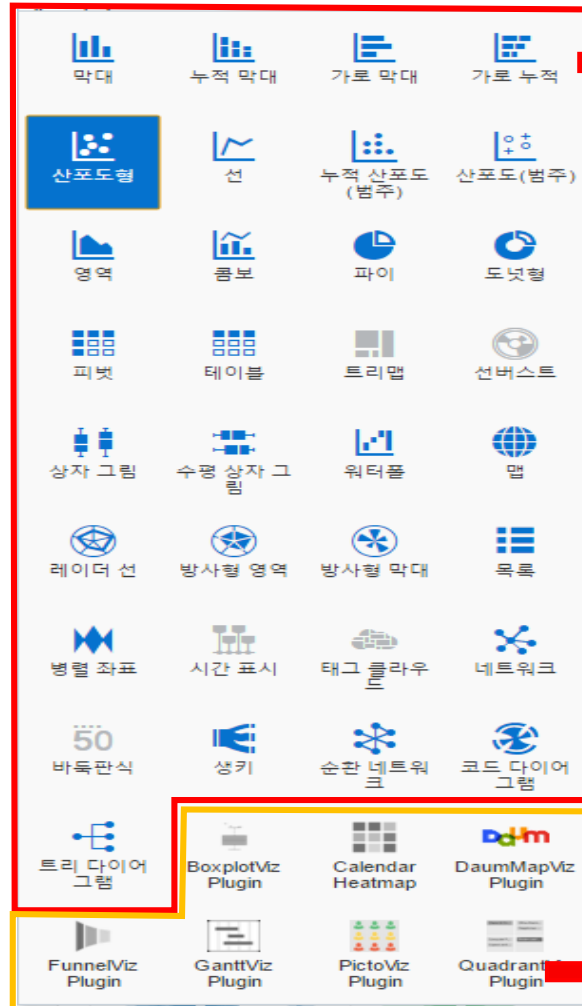 막대 누적 막대 가로 막대 가로 누적
산포도형 선 누적 산포도 산포도(범주)
(범주)
영역 콤보 파이 도넛형
피벗 테이블 트리맵 선버스트
상자 그림 수평 상자 그 워터폴 맵
림
레이더 선 방사형 영역 방사형 막대 목록
병렬 좌표 시간 표시 태그 클라우 네트워크
드
50
바둑판식 생키 순환 네트워 코드 다이어
크 그램
Daum
트리 다이어 BoxplotViz Calendar DaumMapViz
그램 Plugin Heatmap Plugin
FunnelViz GanttViz PictoViz
Plugin Plugin Plugin Plugin